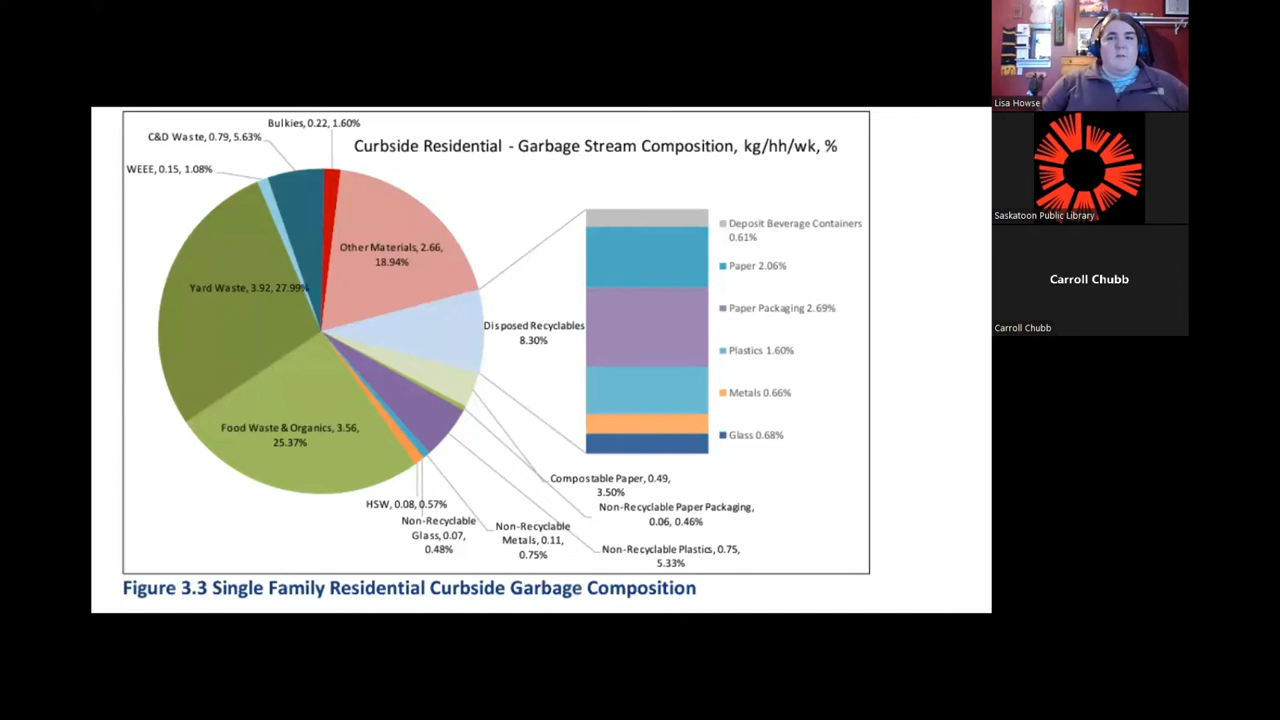 Bulkies, 0.22, 1.60%
C&D Waste, 0.79, 5.63%
Curbside Residential - Garbage Stream Composition, kg/hh/wk, %
WEEE, 0.15, 1.08%
Other Materials, 2.66,
18.94%
Yard Waste, 3.92, 27.99%
Disposed Recyclables
8.30%
Food Waste & Organics, 3.56,
25.37%
Deposit Beverage Containers
0.61%
Paper 2.06%
Paper Packaging 2.69%
Plastics 1.60%
Metals 0.66%
Glass 0.68%
Compostable Paper, 0.49,
3.50%
HSW, 0.08, 0.57%
Non-Recyclable Paper Packaging,
0.06, 0.46%
Non-Recyclable
Glass, 0.07,
0.48%
Non-Recyclable
Metals, 0.11,
0.75%
Non-Recyclable Plastics, 0.75,
5.33%
Figure 3.3 Single Family Residential Curbside Garbage Composition
Lisa Howse
Saskatoon Public Library
Carroll Chubb
Carroll Chubb